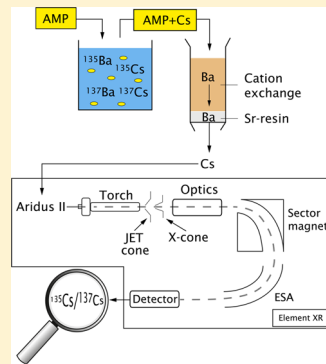 AMP
AMP+Cs
135Ba
135Cs
137Ba 137Cs
Ba
Cation
exchange
Ba
Sr-resin
Cs
Aridus II
Torch
Optics
JET
cone
X-cone
Sector
magnet
135Cs/137Cs
Detector
ESA
Element XR